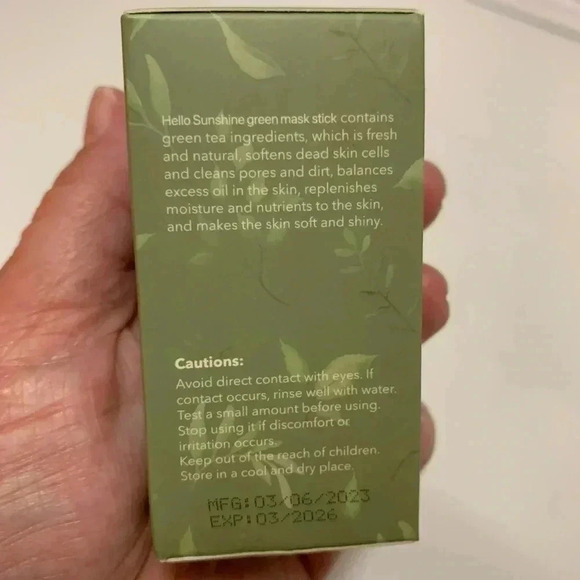 Hello Sunshine green mask stick contains
green tea ingredients, which is fresh
and natural, softens dead skin cells
and cleans pores and dirt, balances
excess oil in the skin, replenishes
moisture and nutrients to the skin,
and makes the skin soft and shiny.
Cautions:
Avoid direct contact with eyes. If
contact occurs, rinse well with water.
Test a small amount before using.
Stop using it if discomfort or
irritation occurs.
Keep out of the reach of children.
Store in a cool and dry place.
MFG:03/06/2023
EXP:03/2026